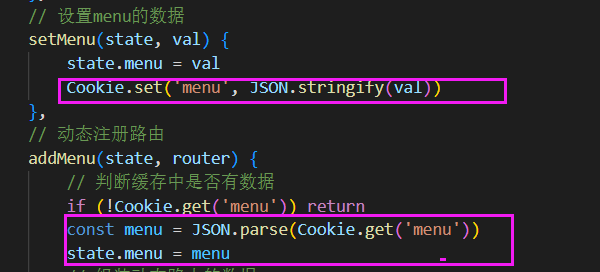 // 设置menu的数据
setMenu(state, val) {
state.menu = val
Cookie.set('menu', JSON.stringify(val))
},
// 动态注册路由
addMenu(state, router) {
// 判断缓存中是否有数据
if (!Cookie.get('menu')) return
const menu = JSON.parse(Cookie.get('menu'))
state.menu = menu